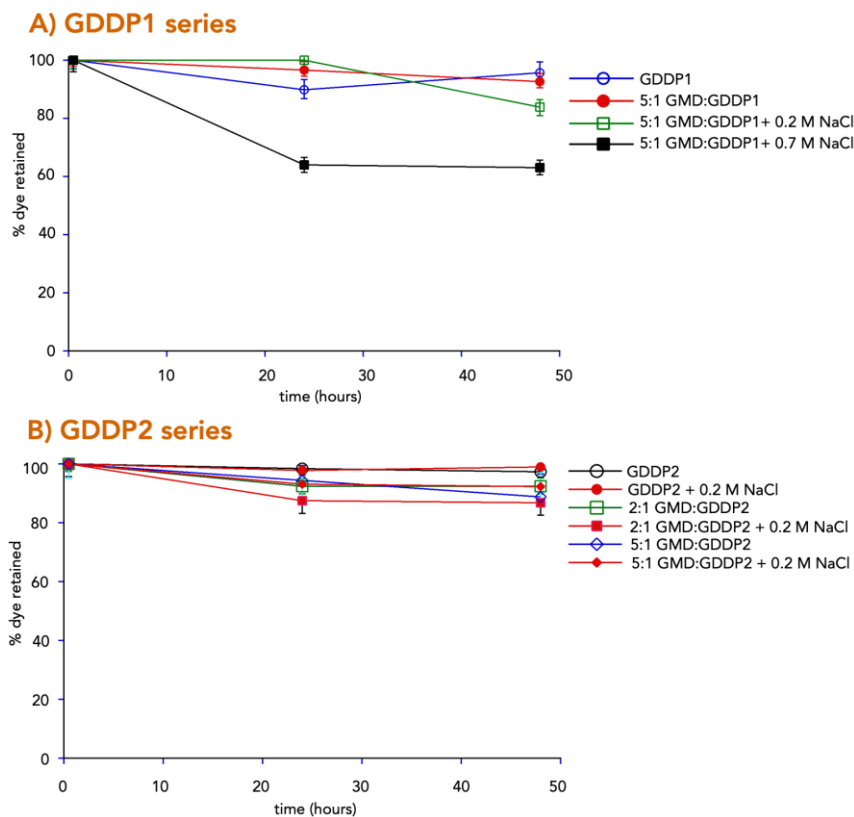 A) GDDP1 series
100
80
60
40
20
0
% dye retained
0 10 20 30 40 50
time (hours)
GDDP1
5:1 GMD:GDDP1
5:1 GMD:GDDP1+ 0.2 M NaCl
5:1 GMD:GDDP1+ 0.7 M NaCl
B) GDDP2 series
100
80
60
40
20
0
% dye retained
0 10 20 30 40 50
time (hours)
GDDP2
GDDP2 + 0.2 M NaCl
2:1 GMD:GDDP2
2:1 GMD:GDDP2 + 0.2 M NaCl
5:1 GMD:GDDP2
5:1 GMD:GDDP2 + 0.2 M NaCl